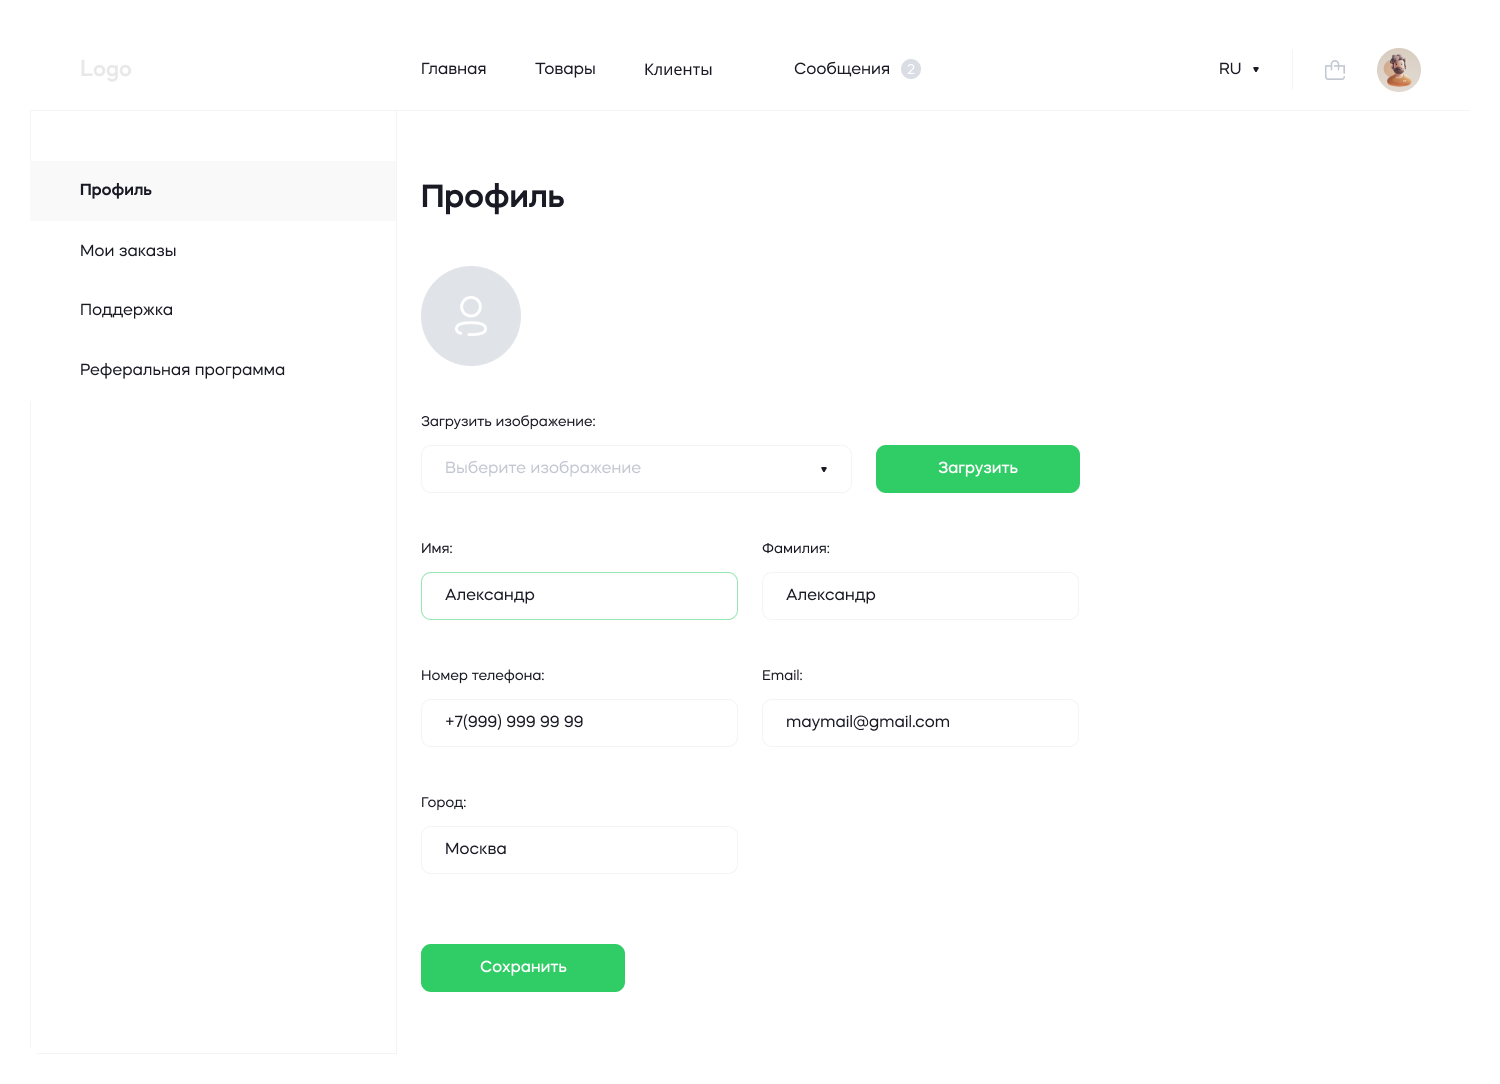 Logo
Главная
Товары
Клиенты
Сообщения 2
RU
Профиль
Мои заказы
Поддержка
Реферальная программа
Профиль
Загрузить изображение:
Выберите изображение
Загрузить
Имя:
Александр
Фамилия:
Александр
Номер телефона:
+7(999) 999 99 99
Email:
maymail@gmail.com
Город:
Москва
Сохранить